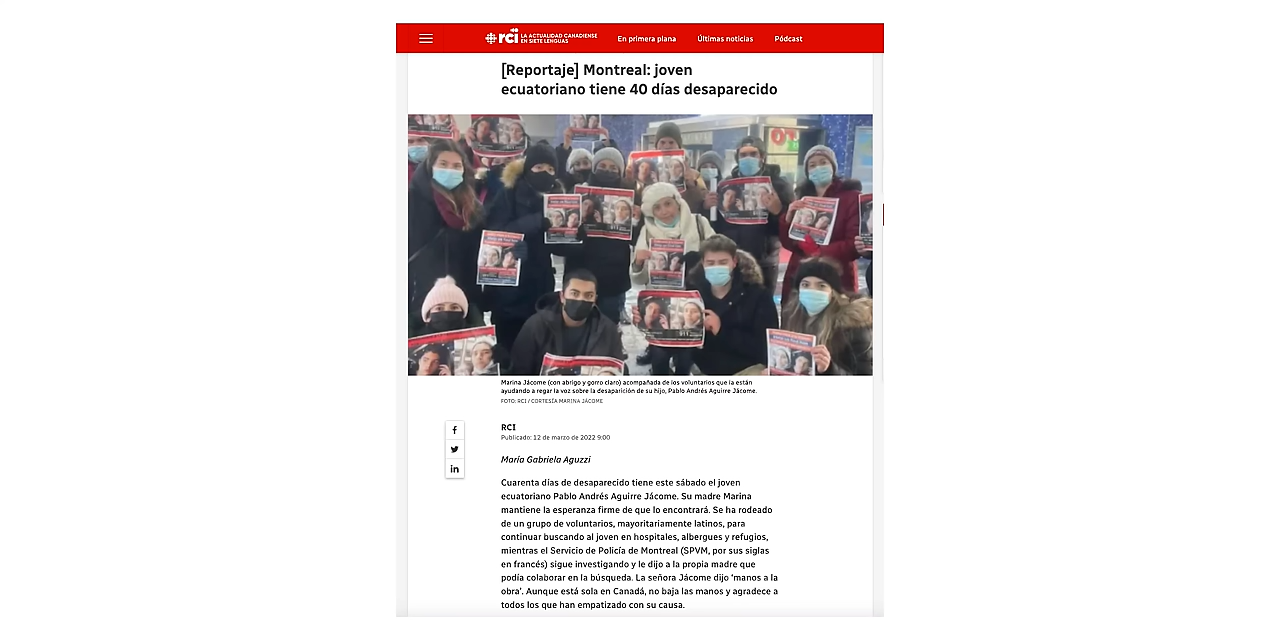 rci LA ACTUALIDAD CANADIENSE
EN SIETE LENGUAS
En primera plana
Últimas noticias
Pódcast
[Reportaje] Montreal: joven
ecuatoriano tiene 40 días desaparecido
Marina Jácome (con abrigo y gorro claro) acompañada de los voluntarios que la están
ayudando a regar la voz sobre la desaparición de su hijo, Pablo Andrés Aguirre Jácome.
FOTO: RCI / CORTESÍA MARINA JÁCOME
RCI
Publicado: 12 de marzo de 2022 9:00
María Gabriela Aguzzi
Cuarenta días de desaparecido tiene este sábado el joven
ecuatoriano Pablo Andrés Aguirre Jácome. Su madre Marina
mantiene la esperanza firme de que lo encontrará. Se ha rodeado
de un grupo de voluntarios, mayoritariamente latinos, para
continuar buscando al joven en hospitales, albergues y refugios,
mientras el Servicio de Policía de Montreal (SPVM, por sus siglas
en francés) sigue investigando y le dijo a la propia madre que
podía colaborar en la búsqueda. La señora Jácome dijo 'manos a la
obra'. Aunque está sola en Canadá, no baja las manos y agradece a
todos los que han empatizado con su causa.